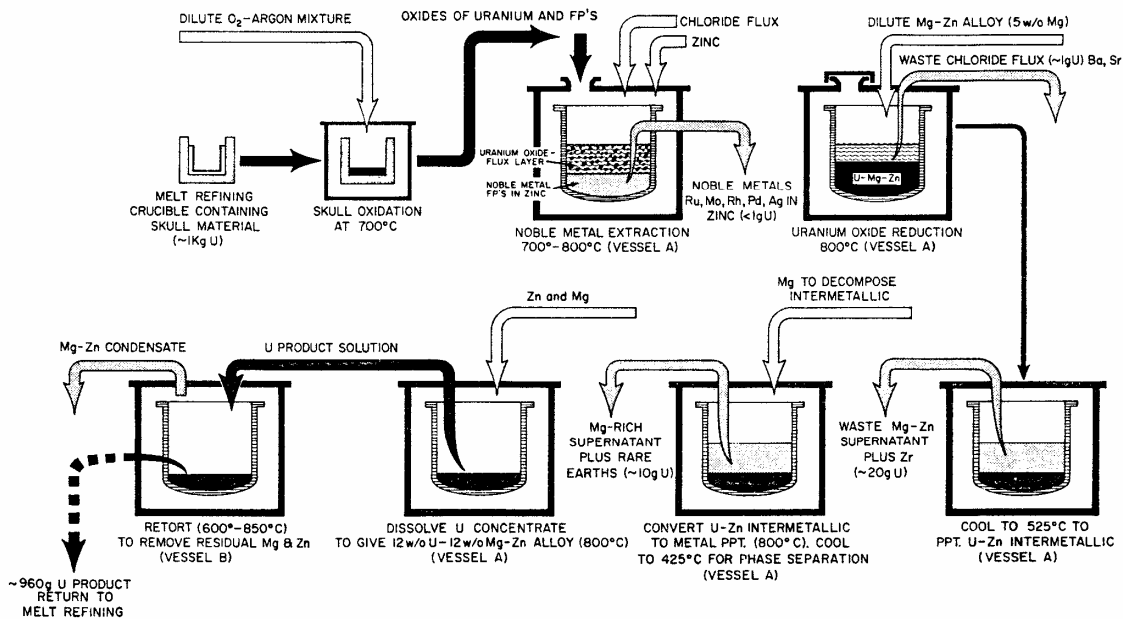 DILUTE O₂-ARGON MIXTURE
OXIDES OF URANIUM AND FP'S
CHLORIDE FLUX
ZINC
DILUTE Mg-Zn ALLOY (5 w/o Mg)
WASTE CHLORIDE FLUX (~1gU) Ba, Sr
URANIUM OXIDE-
FLUX LAYER
NOBLE METAL
FP'S IN ZINC
U-Mg-Zn
MELT REFINING
CRUCIBLE CONTAINING
SKULL MATERIAL
(~1Kg U)
SKULL OXIDATION
AT 700°C
NOBLE METALS
Ru, Mo, Rh, Pd, Ag IN
ZINC (<1gU)
NOBLE METAL EXTRACTION
700°-800°C (VESSEL A)
URANIUM OXIDE REDUCTION
800°C (VESSEL A)
Mg-Zn CONDENSATE
U PRODUCT SOLUTION
Zn and Mg
Mg TO DECOMPOSE
INTERMETALLIC
Mg-RICH
SUPERNATANT
PLUS RARE
EARTHS (~10g U)
WASTE Mg-Zn
SUPERNATANT
PLUS Zr
(~20g U)
RETORT (600°-850°C)
TO REMOVE RESIDUAL Mg & Zn
(VESSEL B)
DISSOLVE U CONCENTRATE
TO GIVE 12 w/o U-12 w/o Mg-Zn ALLOY (800°C)
(VESSEL A)
CONVERT U-Zn INTERMETALLIC
TO METAL PPT. (800°C). COOL
TO 425°C FOR PHASE SEPARATION
(VESSEL A)
COOL TO 525°C TO
PPT. U-Zn INTERMETALLIC
(VESSEL A)
~960g U PRODUCT
RETURN TO
MELT REFINING